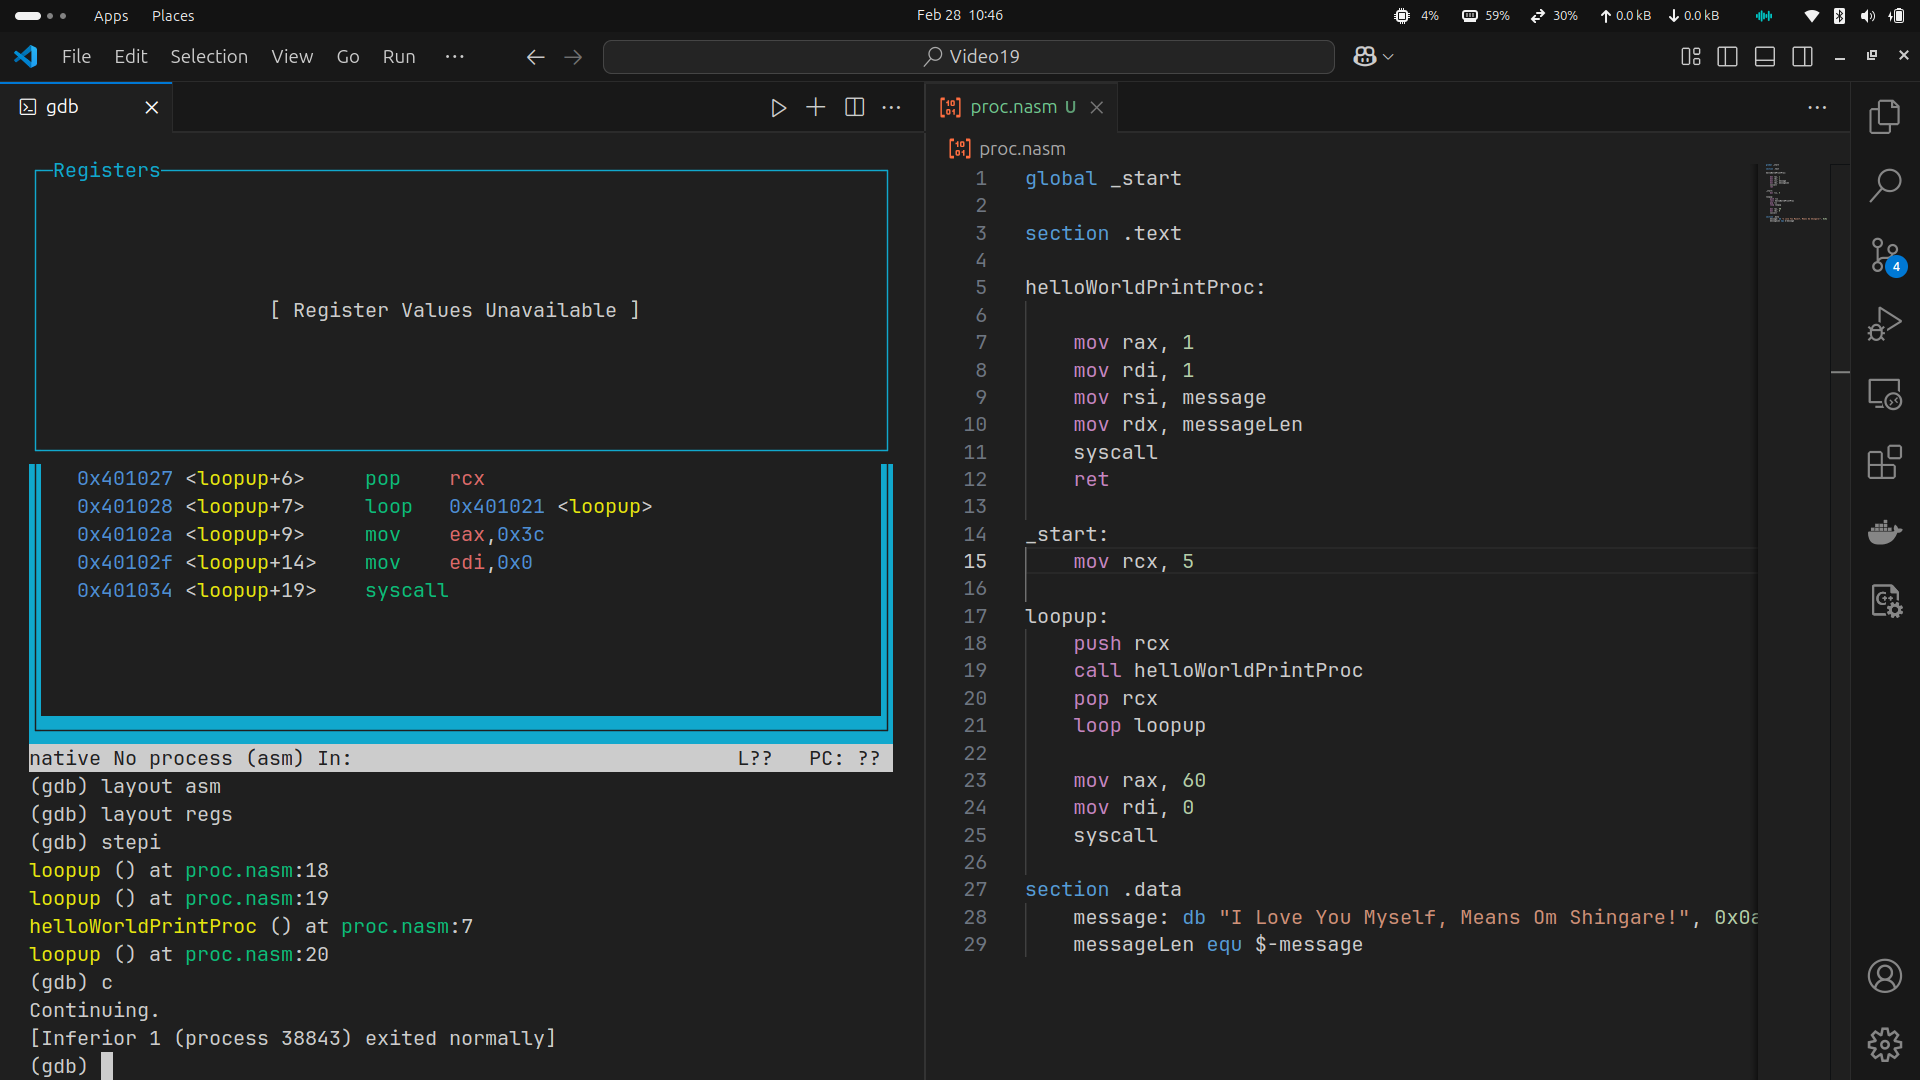 Apps Places Feb 28 10:46 4% 59% 30% 0.0 kB 0.0 kB
File Edit Selection View Go Run ··· Video19
gdb
Registers
[ Register Values Unavailable ]
0x401027 <loopup+6> pop rcx
0x401028 <loopup+7> loop 0x401021 <loopup>
0x40102a <loopup+9> mov eax,0x3c
0x40102f <loopup+14> mov edi,0x0
0x401034 <loopup+19> syscall
native No process (asm) In: L?? PC: ??
(gdb) layout asm
(gdb) layout regs
(gdb) stepi
loopup () at proc.nasm:18
loopup () at proc.nasm:19
helloWorldPrintProc () at proc.nasm:7
loopup () at proc.nasm:20
(gdb) c
Continuing.
[Inferior 1 (process 38843) exited normally]
(gdb)
proc.nasm U
proc.nasm
1 global _start
2
3 section .text
4
5 helloWorldPrintProc:
6
7 mov rax, 1
8 mov rdi, 1
9 mov rsi, message
10 mov rdx, messageLen
11 syscall
12 ret
13
14 _start:
15 mov rcx, 5
16
17 loopup:
18 push rcx
19 call helloWorldPrintProc
20 pop rcx
21 loop loopup
22
23 mov rax, 60
24 mov rdi, 0
25 syscall
26
27 section .data
28 message: db "I Love You Myself, Means Om Shingare!", 0x0a
29 messageLen equ $-message
4